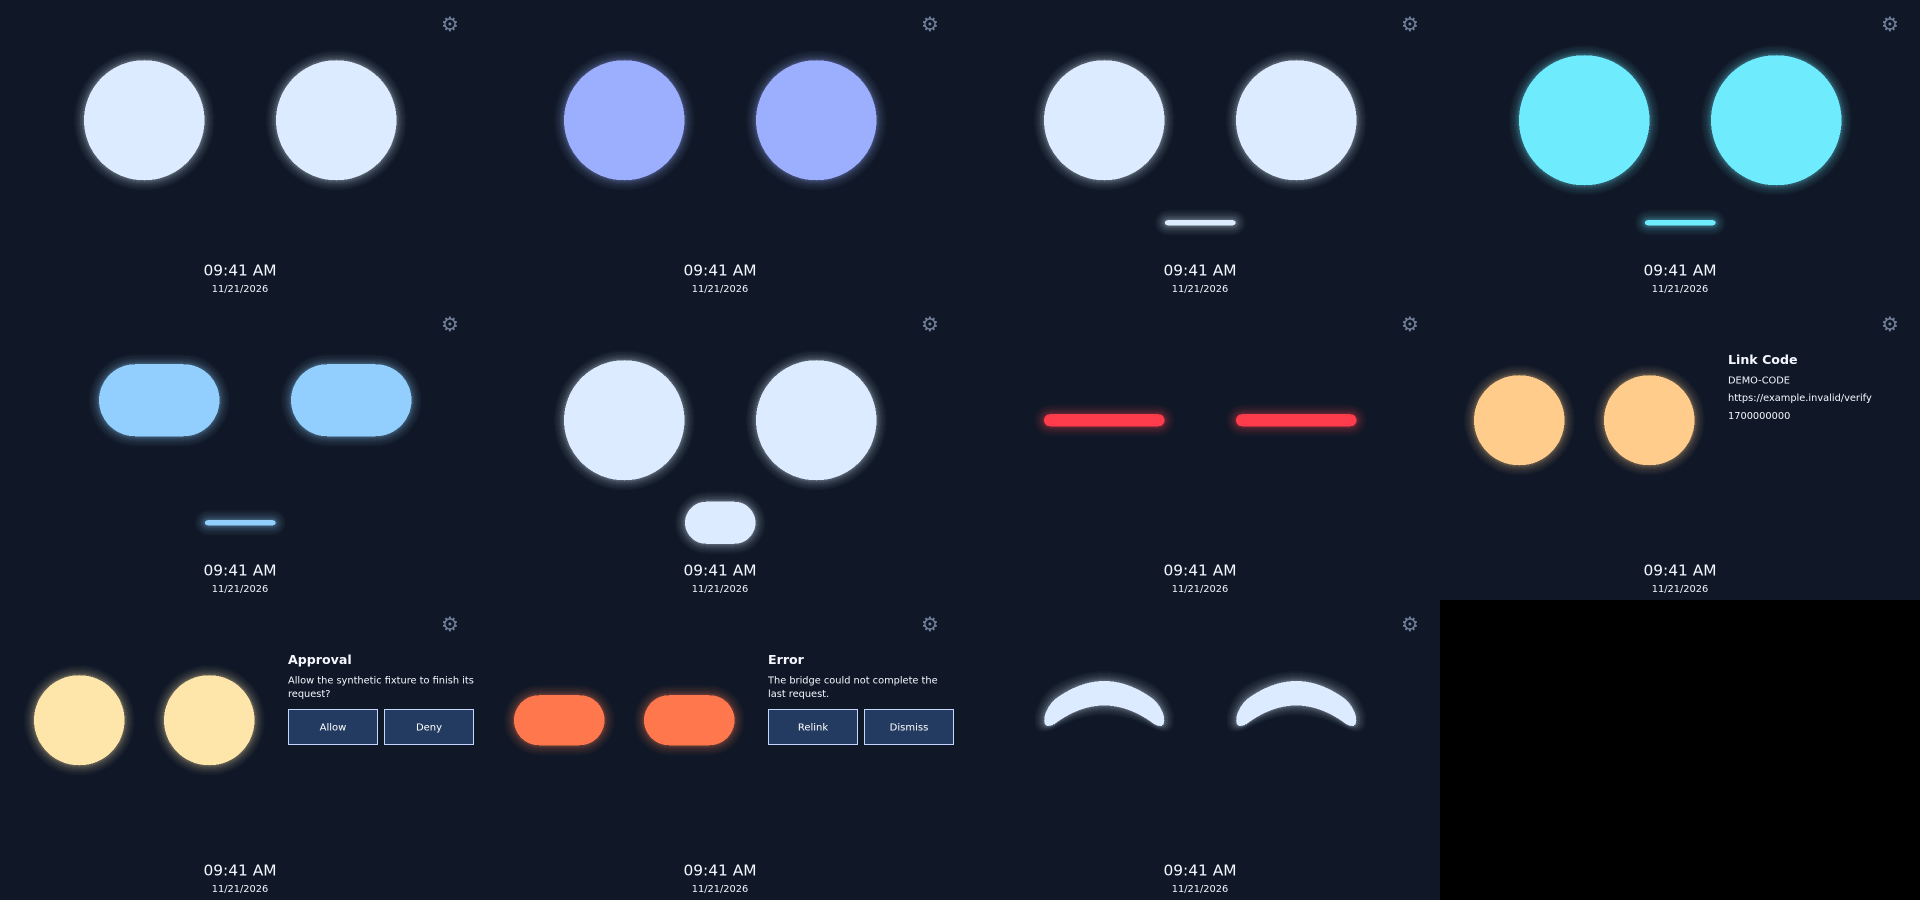 09:41 AM
11/21/2026
09:41 AM
11/21/2026
09:41 AM
11/21/2026
09:41 AM
11/21/2026
09:41 AM
11/21/2026
09:41 AM
11/21/2026
09:41 AM
11/21/2026
Link Code
DEMO-CODE
https://example.invalid/verify
1700000000
09:41 AM
11/21/2026
Approval
Allow the synthetic fixture to finish its
request?
Allow
Deny
09:41 AM
11/21/2026
Error
The bridge could not complete the
last request.
Relink
Dismiss
09:41 AM
11/21/2026
09:41 AM
11/21/2026